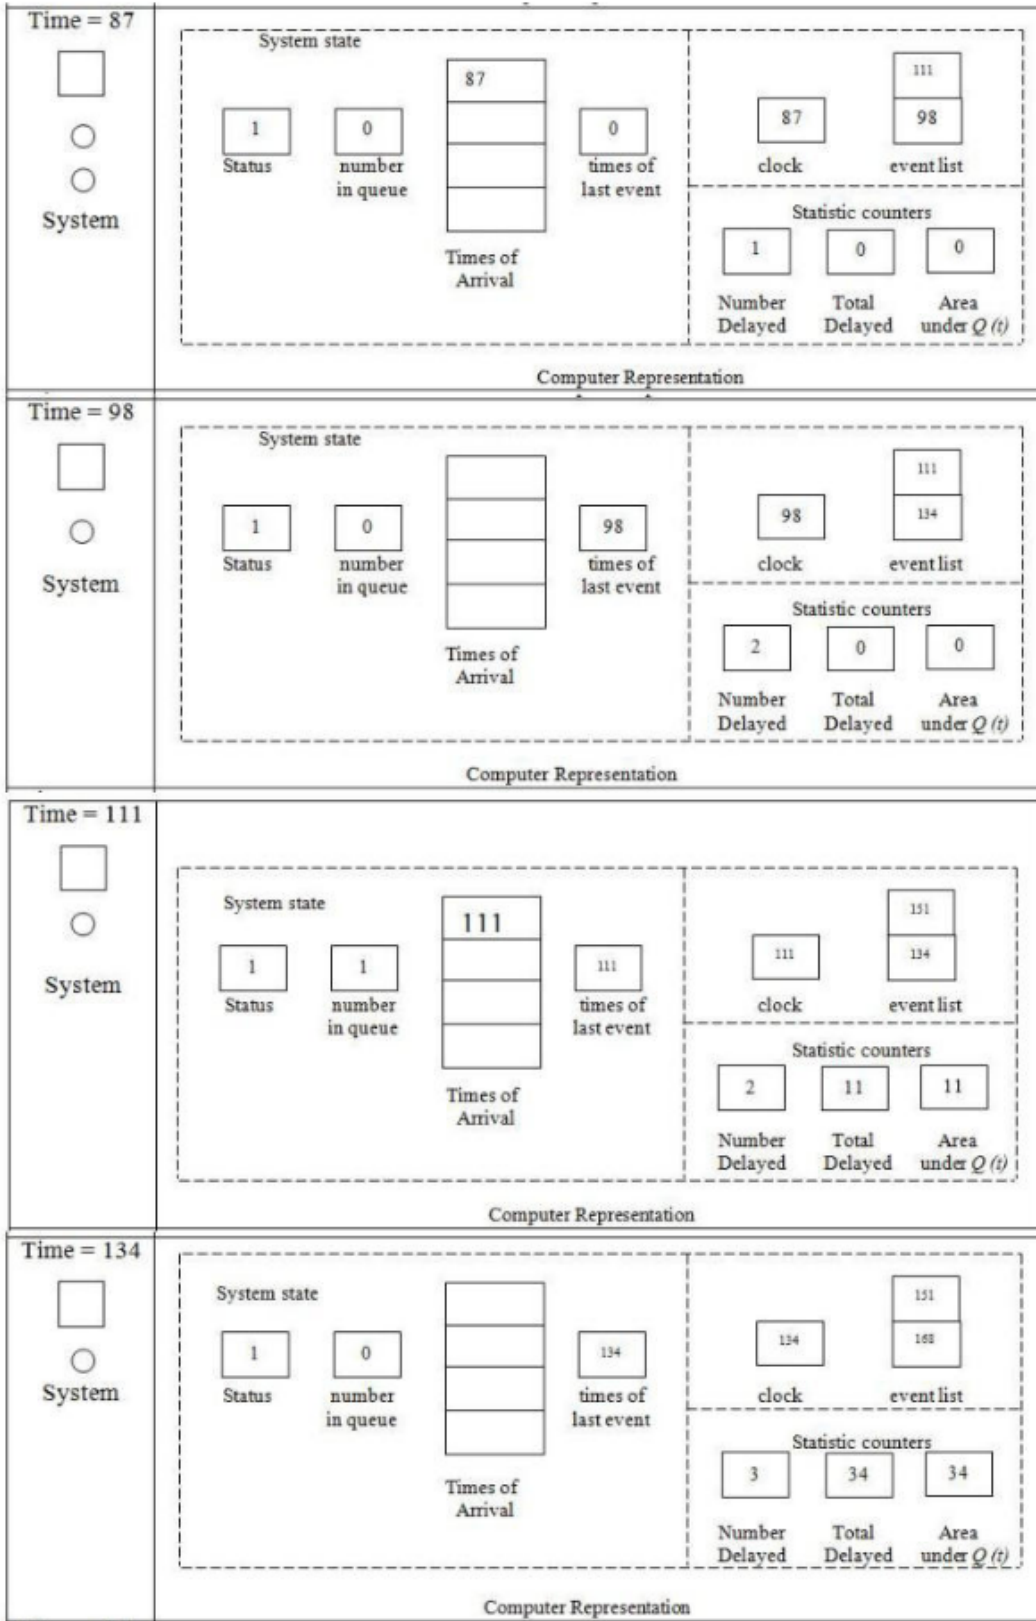 Time = 87
System
System state
1
Status
0
number
in queue
87
Times of
Arrival
0
times of
last event
87
clock
111
98
event list
Statistic counters
1
0
0
Number
Delayed
Total
Delayed
Area
under Q (t)
Computer Representation
Time = 98
System
System state
1
Status
0
number
in queue
Times of
Arrival
98
times of
last event
98
clock
111
134
event list
Statistic counters
2
0
0
Number
Delayed
Total
Delayed
Area
under Q (t)
Computer Representation
Time = 111
System
System state
1
Status
1
number
in queue
111
Times of
Arrival
111
times of
last event
111
clock
151
134
event list
Statistic counters
2
11
11
Number
Delayed
Total
Delayed
Area
under Q (t)
Computer Representation
Time = 134
System
System state
1
Status
0
number
in queue
Times of
Arrival
134
times of
last event
134
clock
151
168
event list
Statistic counters
3
34
34
Number
Delayed
Total
Delayed
Area
under Q (t)
Computer Representation